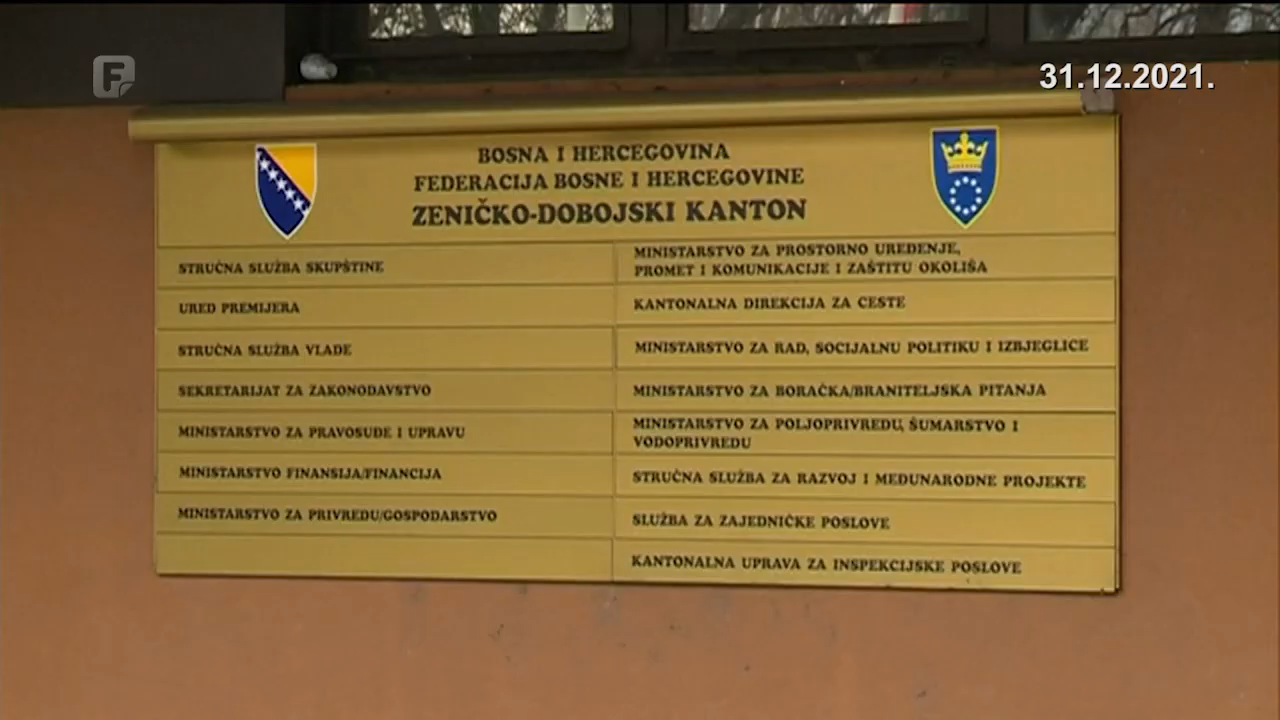 F
31.12.2021.
BOSNA I HERCEGOVINA
FEDERACIJA BOSNE I HERCEGOVINE
ZENIČKO-DOBOJSKI KANTON
STRUČNA SLUŽBA SKUPŠTINE
URED PREMIJERA
STRUČNA SLUŽBA VLADE
SEKRETARIJAT ZA ZAKONODAVSTVO
MINISTARSTVO ZA PRAVOSUĐE I UPRAVU
MINISTARSTVO FINANSIJA/FINANCIJA
MINISTARSTVO ZA PRIVREDU/GOSPODARSTVO
MINISTARSTVO ZA PROSTORNO UREĐENJE,
PROMET I KOMUNIKACIJE I ZAŠTITU OKOLIŠA
KANTONALNA DIREKCIJA ZA CESTE
MINISTARSTVO ZA RAD, SOCIJALNU POLITIKU I IZBJEGLICE
MINISTARSTVO ZA BORAČKA/BRANITELJSKA PITANJA
MINISTARSTVO ZA POLJOPRIVREDU, ŠUMARSTVO I
VODOPRIVREDU
STRUČNA SLUŽBA ZA RAZVOJ I MEĐUNARODNE PROJEKTE
SLUŽBA ZA ZAJEDNIČKE POSLOVE
KANTONALNA UPRAVA ZA INSPEKCIJSKE POSLOVE